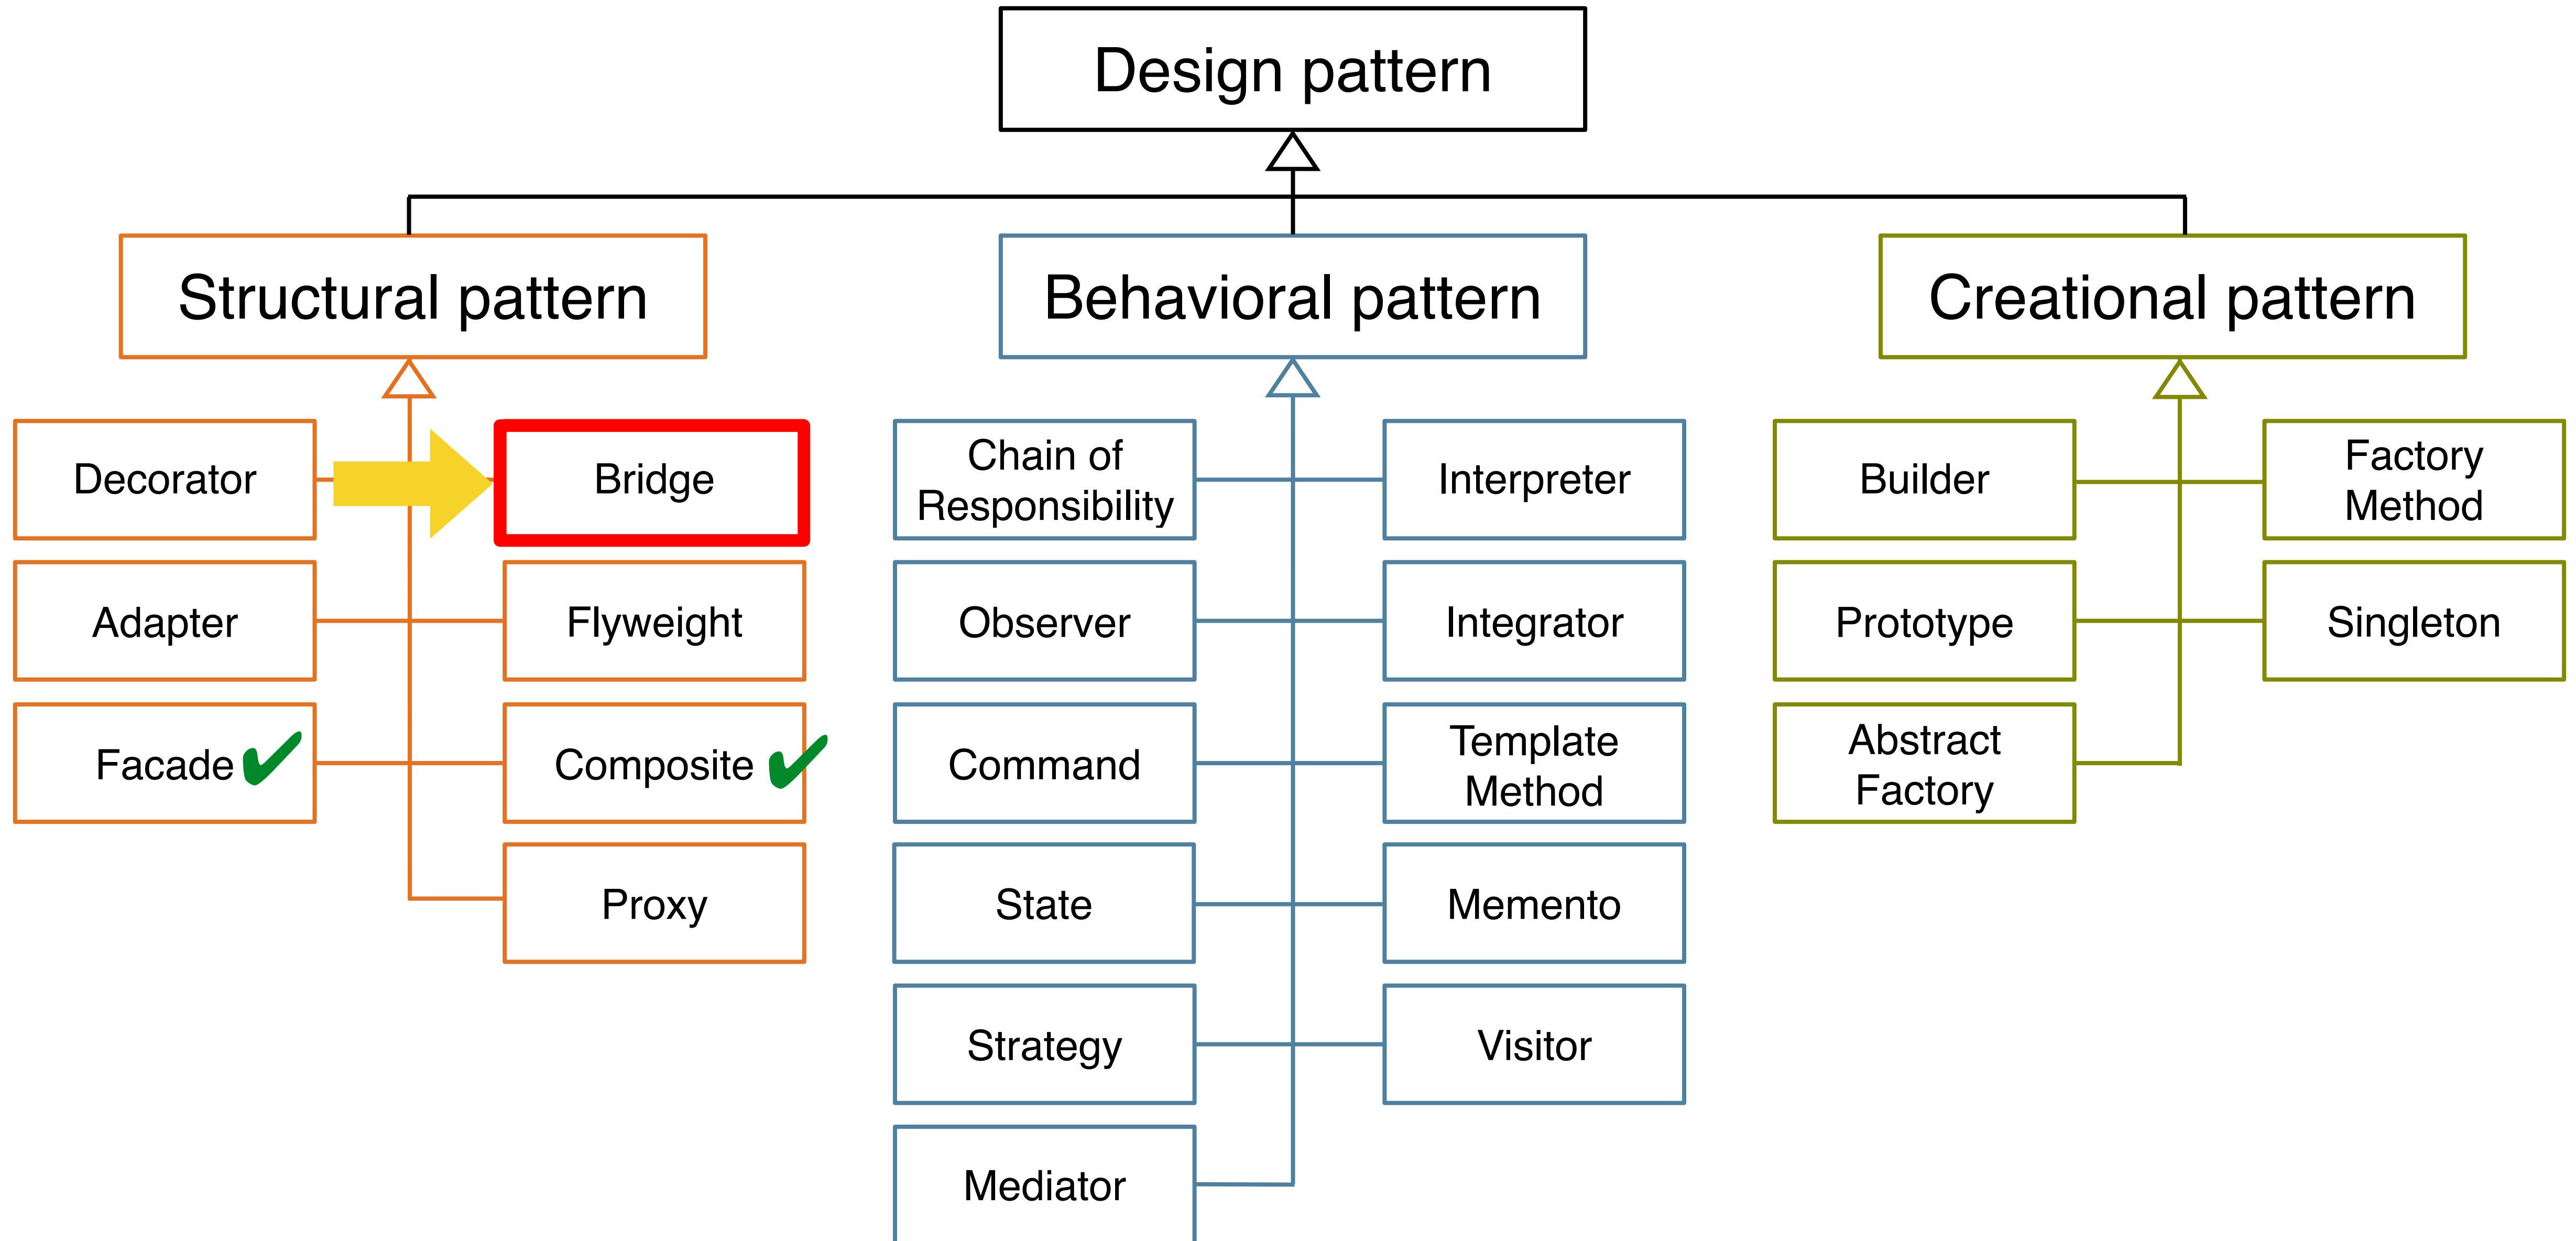 Design pattern
Structural pattern
Behavioral pattern
Creational pattern
Decorator
Bridge
Adapter
Flyweight
Facade
Composite
Proxy
Chain of
Responsibility
Interpreter
Observer
Integrator
Command
Template
Method
State
Memento
Strategy
Visitor
Mediator
Builder
Factory
Method
Prototype
Singleton
Abstract
Factory